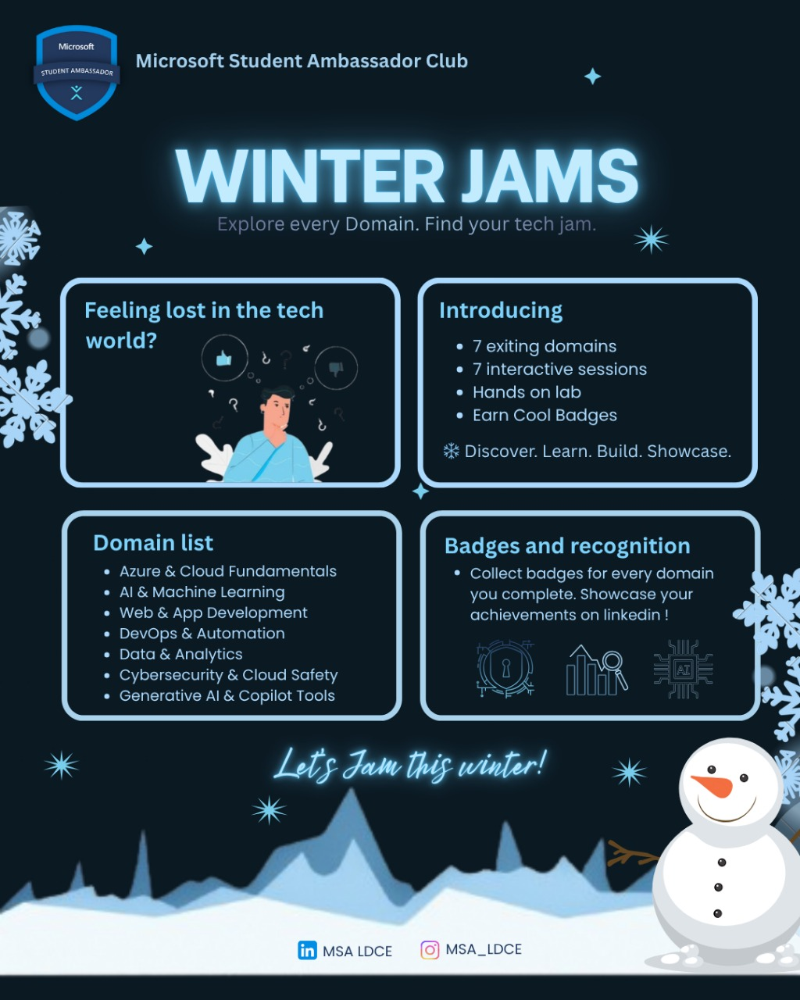 Microsoft
STUDENT AMBASSADOR
Microsoft Student Ambassador Club
WINTER JAMS
Explore every Domain. Find your tech jam.
Feeling lost in the tech
world?
Introducing
7 exiting domains
7 interactive sessions
Hands on lab
Earn Cool Badges
Discover. Learn. Build. Showcase.
Domain list
Azure & Cloud Fundamentals
AI & Machine Learning
Web & App Development
DevOps & Automation
Data & Analytics
Cybersecurity & Cloud Safety
Generative AI & Copilot Tools
Badges and recognition
Collect badges for every domain
you complete. Showcase your
achievements on linkedin !
AI
Let's Jam this winter!
in MSA LDCE
MSA_LDCE